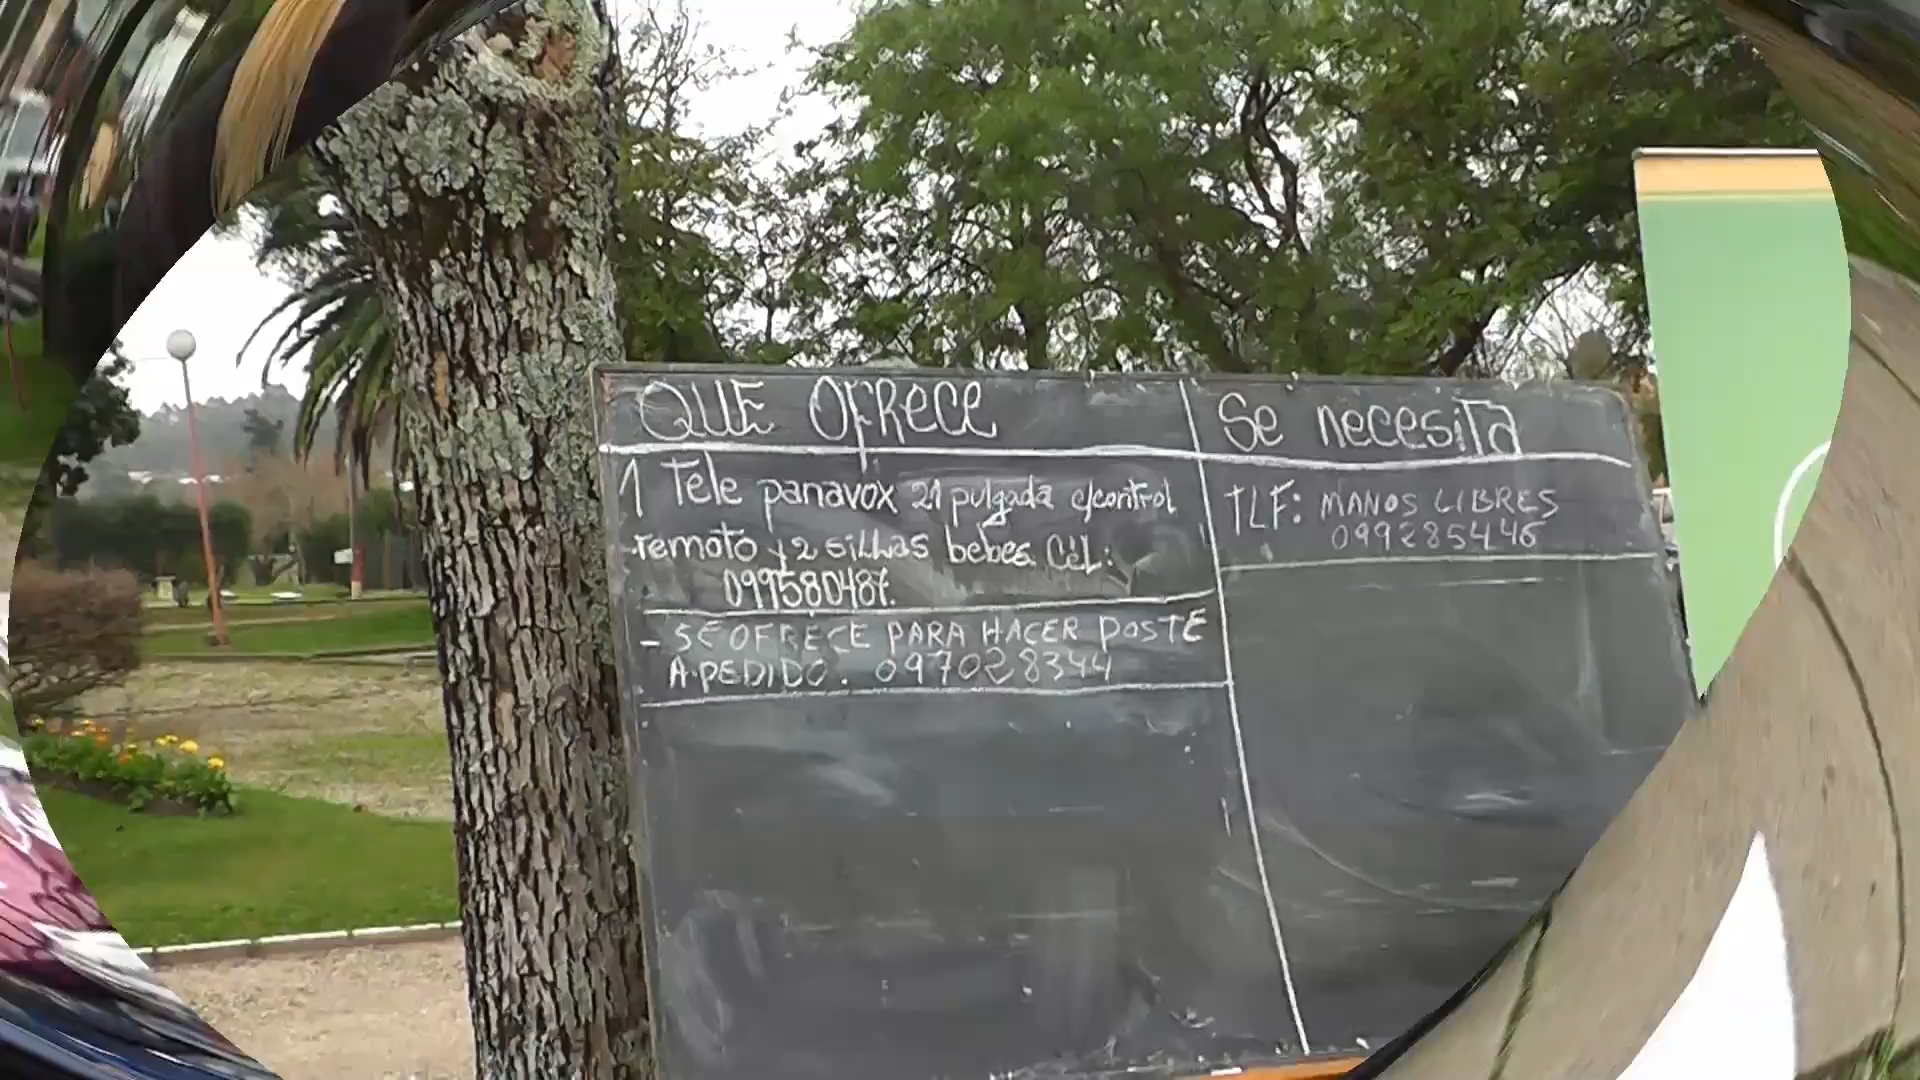 QUE OFRECE
1 Tele panavox 21 pulgada c/control
remoto y 2 sillas bebes. CEL:
099580487.
- SE OFRECE PARA HACER POSTE
A PEDIDO. 097028344
Se necesita
TLF: MANOS LIBRES
099285446